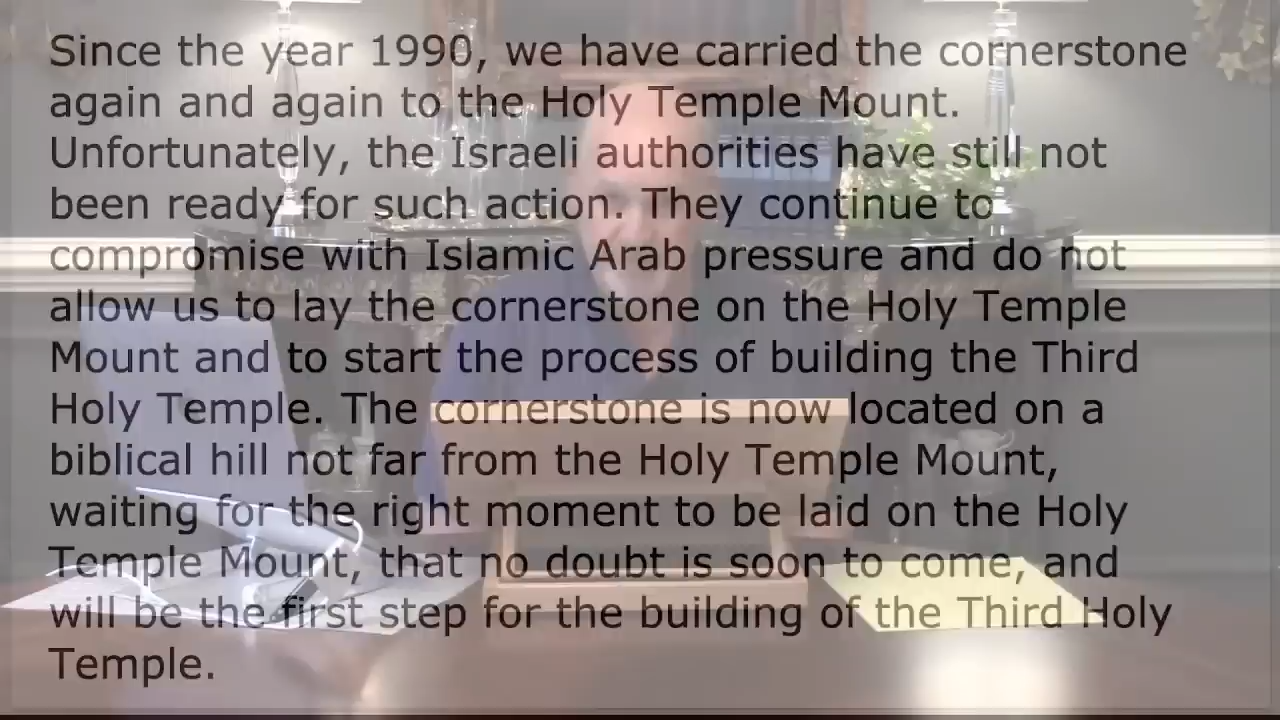 Since the year 1990, we have carried the cornerstone
again and again to the Holy Temple Mount.
Unfortunately, the Israeli authorities have still not
been ready for such action. They continue to
compromise with Islamic Arab pressure and do not
allow us to lay the cornerstone on the Holy Temple
Mount and to start the process of building the Third
Holy Temple. The cornerstone is now located on a
biblical hill not far from the Holy Temple Mount,
waiting for the right moment to be laid on the Holy
Temple Mount, that no doubt is soon to come, and
will be the first step for the building of the Third Holy
Temple.